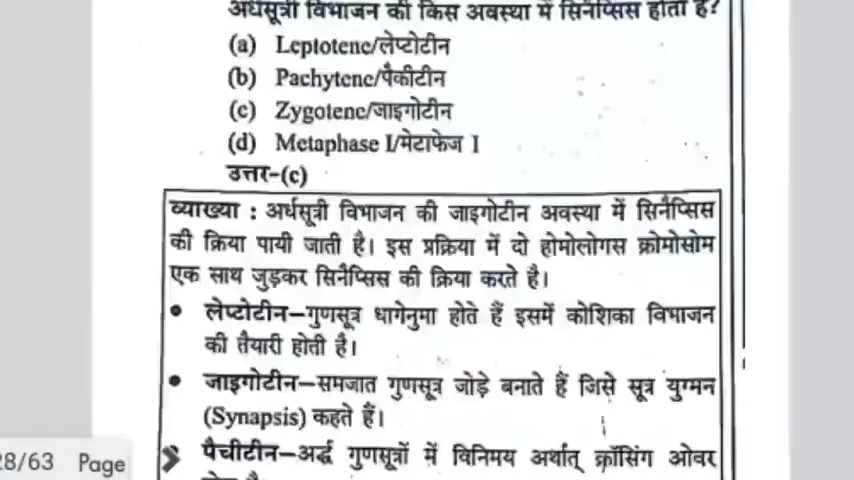 अर्धसूत्री विभाजन की किस अवस्था में सिनैप्सिस होता है?
(a) Leptotene/लेप्टोटीन
(b) Pachytene/पैकीटीन
(c) Zygotene/जाइगोटीन
(d) Metaphase I/मेटाफेज I
उत्तर-(c)
व्याख्या : अर्धसूत्री विभाजन की जाइगोटीन अवस्था में सिनैप्सिस
की क्रिया पायी जाती है। इस प्रक्रिया में दो होमोलोगस क्रोमोसोम
एक साथ जुड़कर सिनैप्सिस की क्रिया करते है।
• लेप्टोटीन–गुणसूत्र धागेनुमा होते हैं इसमें कोशिका विभाजन
की तैयारी होती है।
• जाइगोटीन–समजात गुणसूत्र जोड़े बनाते हैं जिसे सूत्र युग्मन
(Synapsis) कहते हैं।
पैचीटीन–अर्द्ध गुणसूत्रों में विनिमय अर्थात् क्रॉसिंग ओवर
28/63 Page